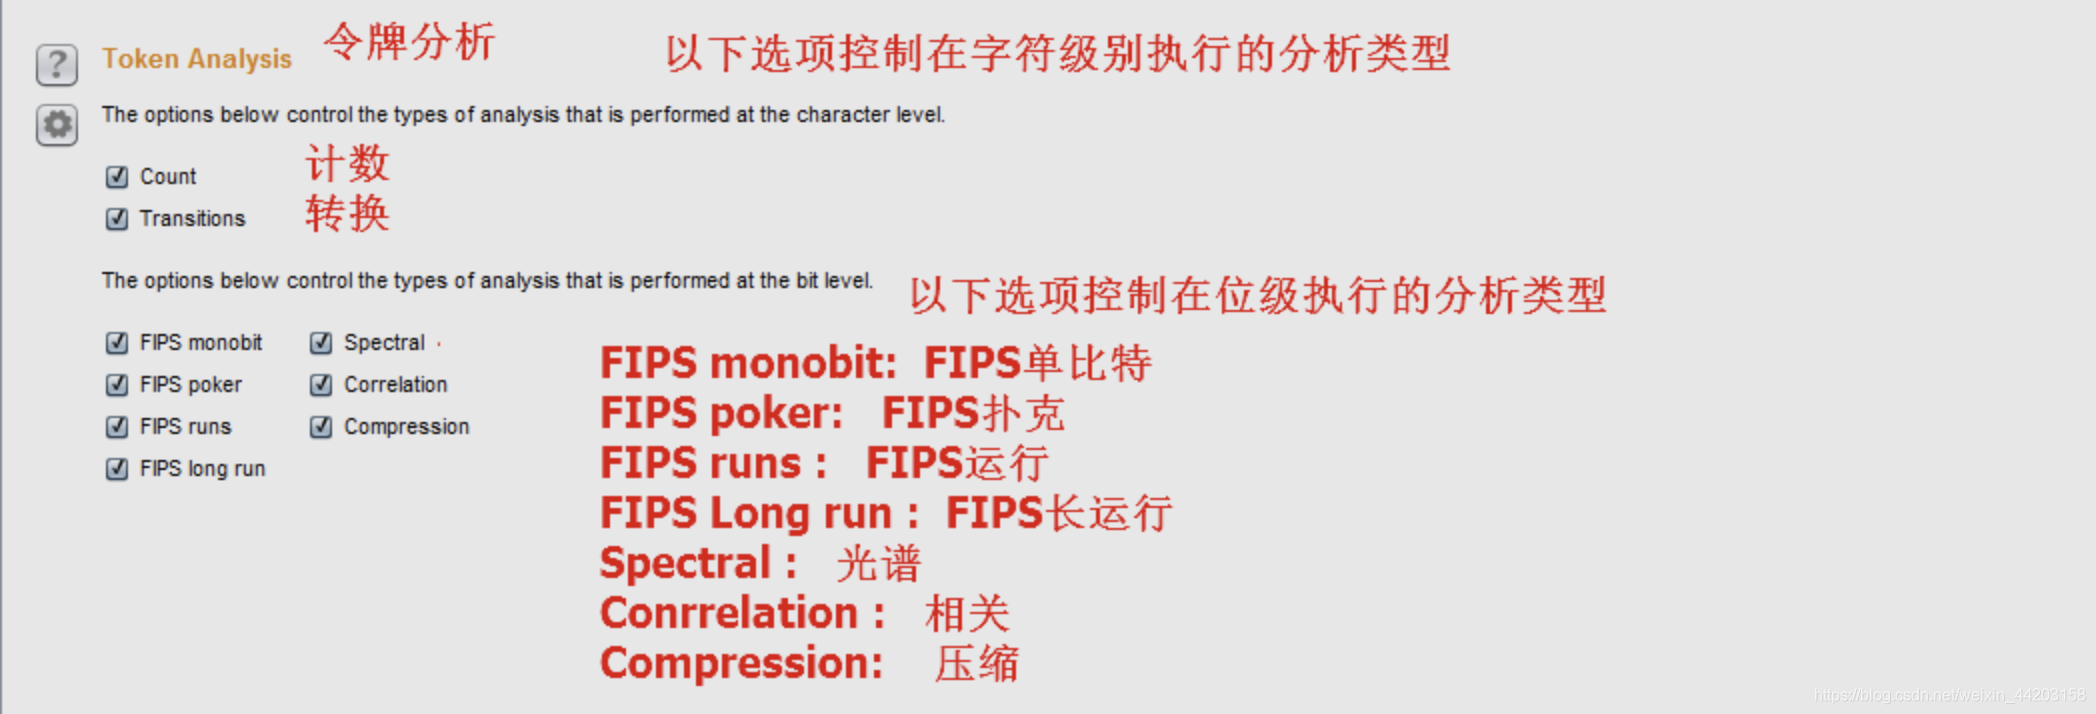 Token Analysis 令牌分析 以下选项控制在字符级别执行的分析类型
The options below control the types of analysis that is performed at the character level.
Count 计数
Transitions 转换
The options below control the types of analysis that is performed at the bit level. 以下选项控制在位级执行的分析类型
FIPS monobit Spectral
FIPS poker Correlation
FIPS runs Compression
FIPS long run
FIPS monobit: FIPS单比特
FIPS poker: FIPS扑克
FIPS runs : FIPS运行
FIPS Long run : FIPS长运行
Spectral : 光谱
Conrrelation : 相关
Compression: 压缩
https://blog.csdn.net/weixin_44203158